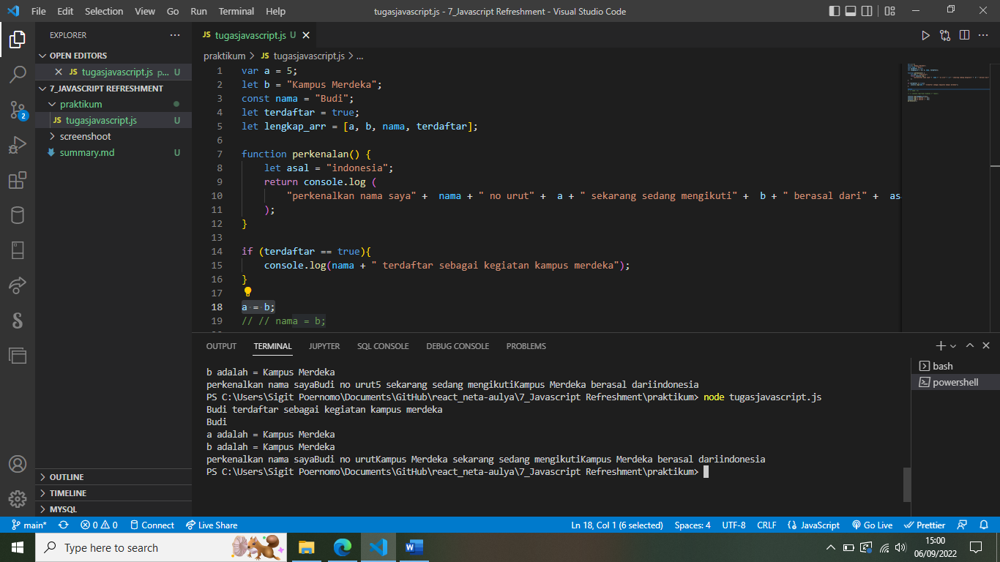 File Edit Selection View Go Run Terminal Help
tugasjavascript.js - 7_Javascript Refreshment - Visual Studio Code
EXPLORER
OPEN EDITORS
JS tugasjavascript.js p... U
7_JAVASCRIPT REFRESHMENT
praktikum
JS tugasjavascript.js U
screenshoot
summary.md U
OUTLINE
TIMELINE
MYSQL
2
JS tugasjavascript.js U
praktikum > JS tugasjavascript.js > ...
1 var a = 5;
2 let b = "Kampus Merdeka";
3 const nama = "Budi";
4 let terdaftar = true;
5 let lengkap_arr = [a, b, nama, terdaftar];
6
7 function perkenalan() {
8 let asal = "indonesia";
9 return console.log (
10 "perkenalkan nama saya" + nama + " no urut" + a + " sekarang sedang mengikuti" + b + " berasal dari" + as
11 );
12 }
13
14 if (terdaftar == true){
15 console.log(nama + " terdaftar sebagai kegiatan kampus merdeka");
16 }
17
18 a = b;
19 // // nama = b;
OUTPUT TERMINAL JUPYTER SQL CONSOLE DEBUG CONSOLE PROBLEMS
b adalah = Kampus Merdeka
perkenalkan nama sayaBudi no urut5 sekarang sedang mengikutiKampus Merdeka berasal dariindonesia
PS C:\Users\Sigit Poernomo\Documents\GitHub\react_neta-aulya\7_Javascript Refreshment\praktikum> node tugasjavascript.js
Budi terdaftar sebagai kegiatan kampus merdeka
Budi
a adalah = Kampus Merdeka
b adalah = Kampus Merdeka
perkenalkan nama sayaBudi no urutKampus Merdeka sekarang sedang mengikutiKampus Merdeka berasal dariindonesia
PS C:\Users\Sigit Poernomo\Documents\GitHub\react_neta-aulya\7_Javascript Refreshment\praktikum>
bash
powershell
main* 0 0 Connect Live Share
Ln 18, Col 1 (6 selected) Spaces: 4 UTF-8 CRLF JavaScript Go Live Prettier
Type here to search
15:00
06/09/2022